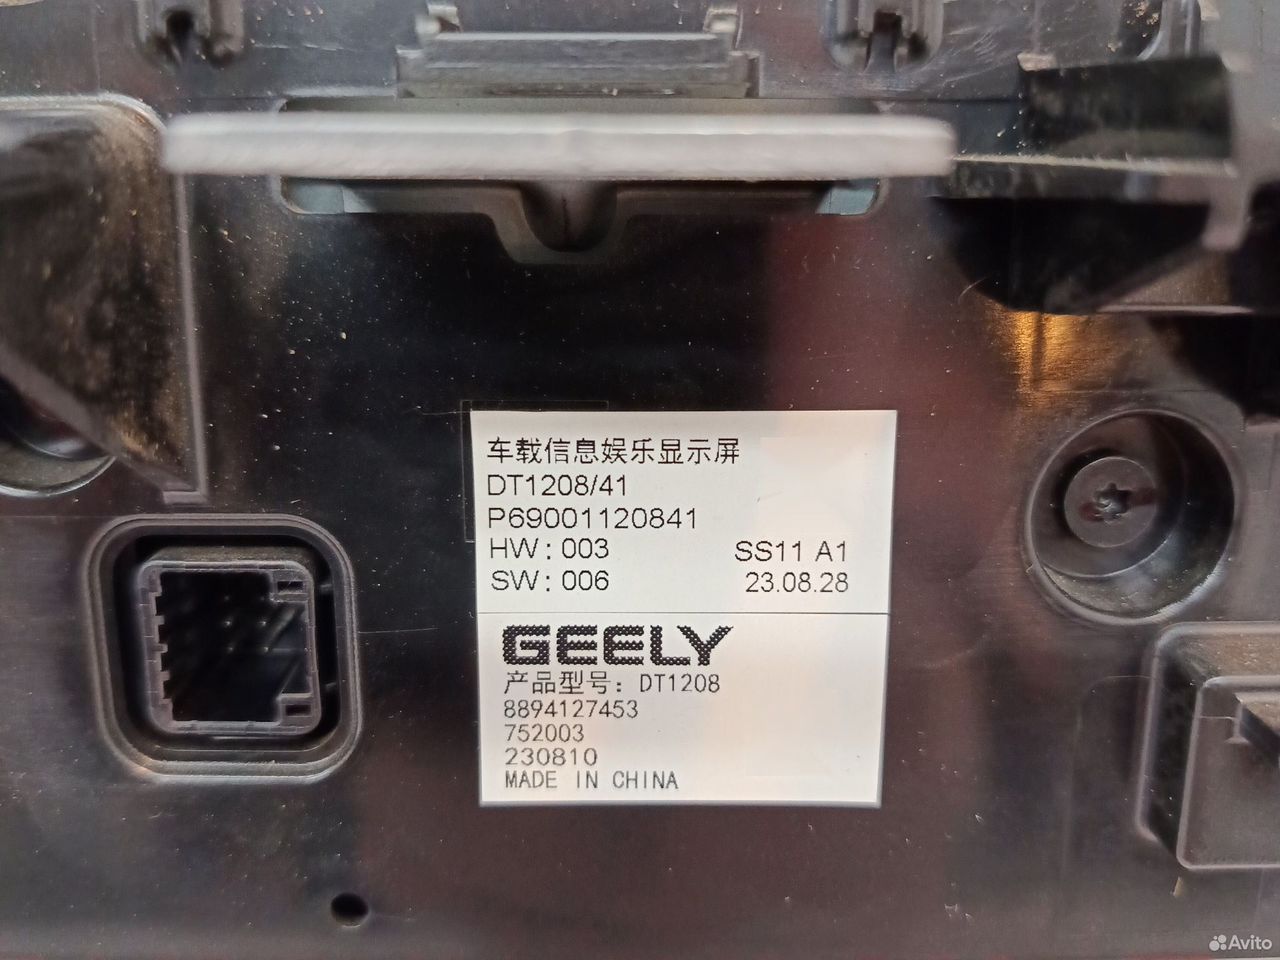 车载信息娱乐显示屏
DT1208/41
P69001120841
HW: 003 SS11 A1
SW: 006 23.08.28
GEELY
产品型号: DT1208
8894127453
752003
230810
MADE IN CHINA
Avito